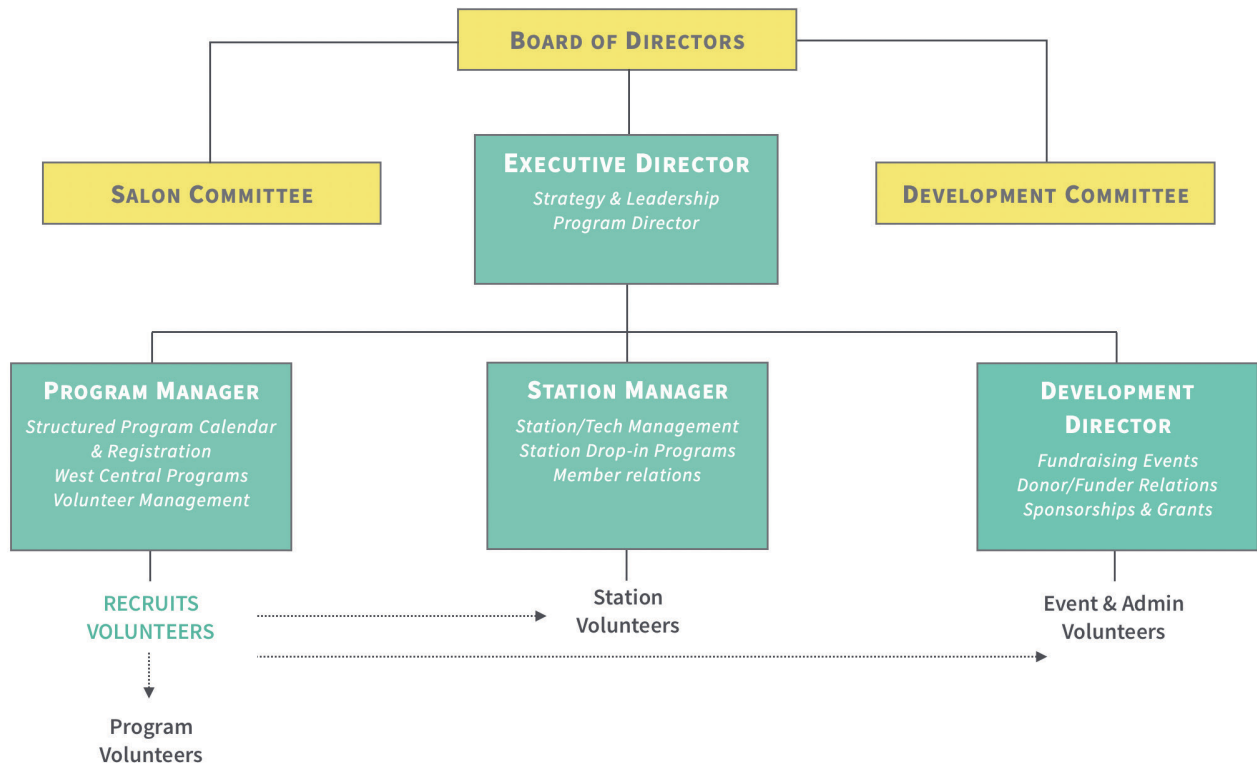 BOARD OF DIRECTORS
SALON COMMITTEE
EXECUTIVE DIRECTOR
Strategy & Leadership
Program Director
DEVELOPMENT COMMITTEE
PROGRAM MANAGER
Structured Program Calendar
& Registration
West Central Programs
Volunteer Management
STATION MANAGER
Station/Tech Management
Station Drop-in Programs
Member relations
DEVELOPMENT
DIRECTOR
Fundraising Events
Donor/Funder Relations
Sponsorships & Grants
RECRUITS
VOLUNTEERS
Station
Volunteers
Event & Admin
Volunteers
Program
Volunteers